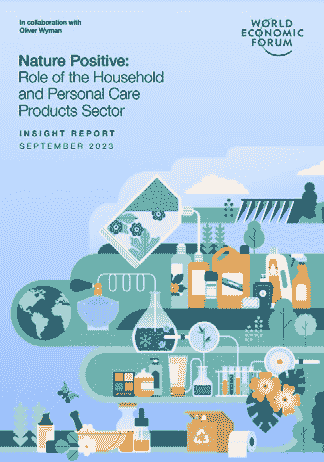 In collaboration with
Oliver Wyman
WORLD
ECONOMIC
FORUM
Nature Positive:
Role of the Household
and Personal Care
Products Sector
INSIGHT REPORT
SEPTEMBER 2023